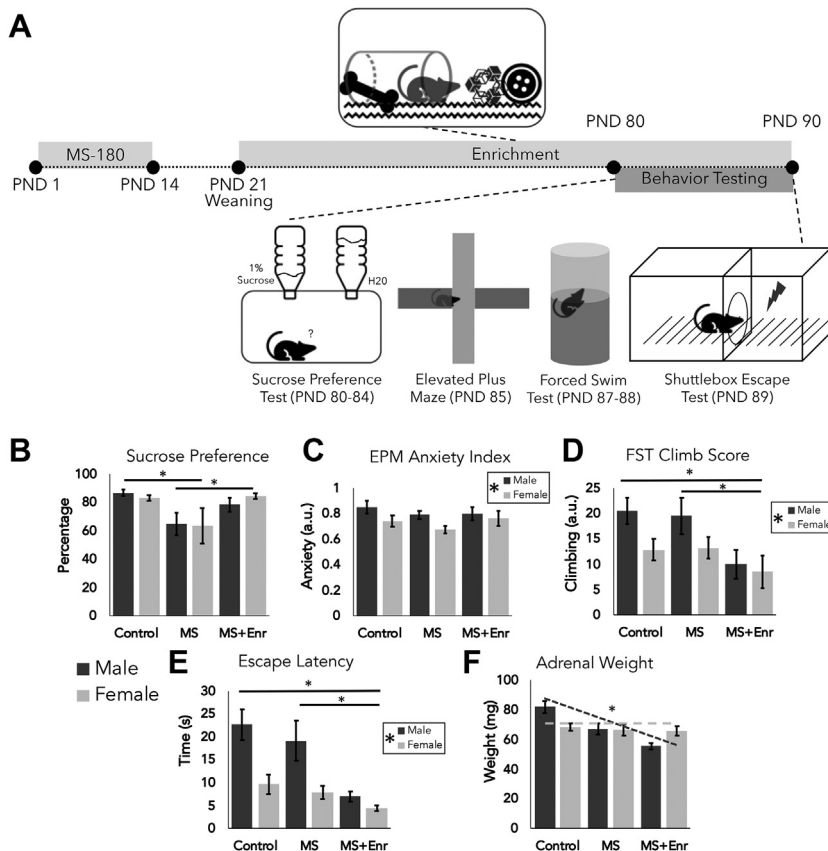 A
PND 80
PND 90
MS-180
Enrichment
PND 1
PND 14
PND 21
Weaning
Behavior Testing
1%
Sucrose
H20
?
Sucrose Preference
Test (PND 80-84)
Elevated Plus
Maze (PND 85)
Forced Swim
Test (PND 87-88)
Shuttlebox Escape
Test (PND 89)
B
Sucrose Preference
Percentage
100
80
60
40
20
0
*
*
Control
MS
MS+Enr
C
EPM Anxiety Index
Anxiety (a.u.)
1
0.8
0.6
0.4
0.2
0
*
Male
Female
Control
MS
MS+Enr
D
FST Climb Score
Climbing (a.u.)
25
20
15
10
5
0
*
*
*
Male
Female
Control
MS
MS+Enr
Male
Female
E
Escape Latency
Time (s)
30
25
20
15
10
5
0
*
*
*
Male
Female
Control
MS
MS+Enr
F
Adrenal Weight
Weight (mg)
100
80
60
40
20
0
*
Control
MS
MS+Enr